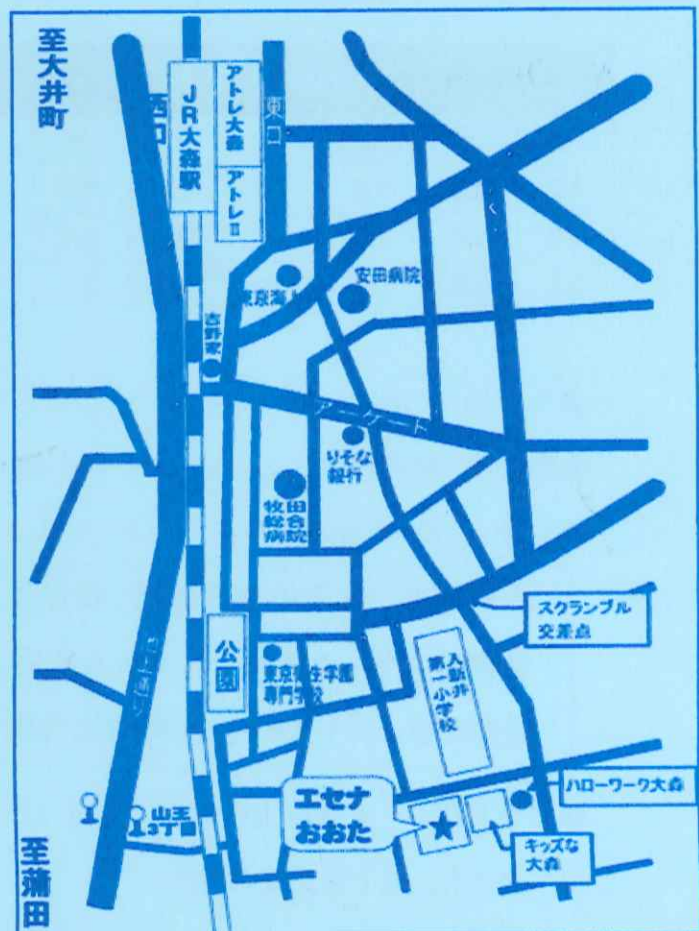 至大井町
西口
JR大森駅
アトレ大森
アトレⅡ
東口
東京海上
安田病院
吉野家
アーケード
りそな
銀行
牧田
総合
病院
スクランブル
交差点
公園
東京衛生学園
専門学校
入新井
第一小学校
ハローワーク大森
エセナ
おおた
キッズな
大森
山王
3丁目
至蒲田